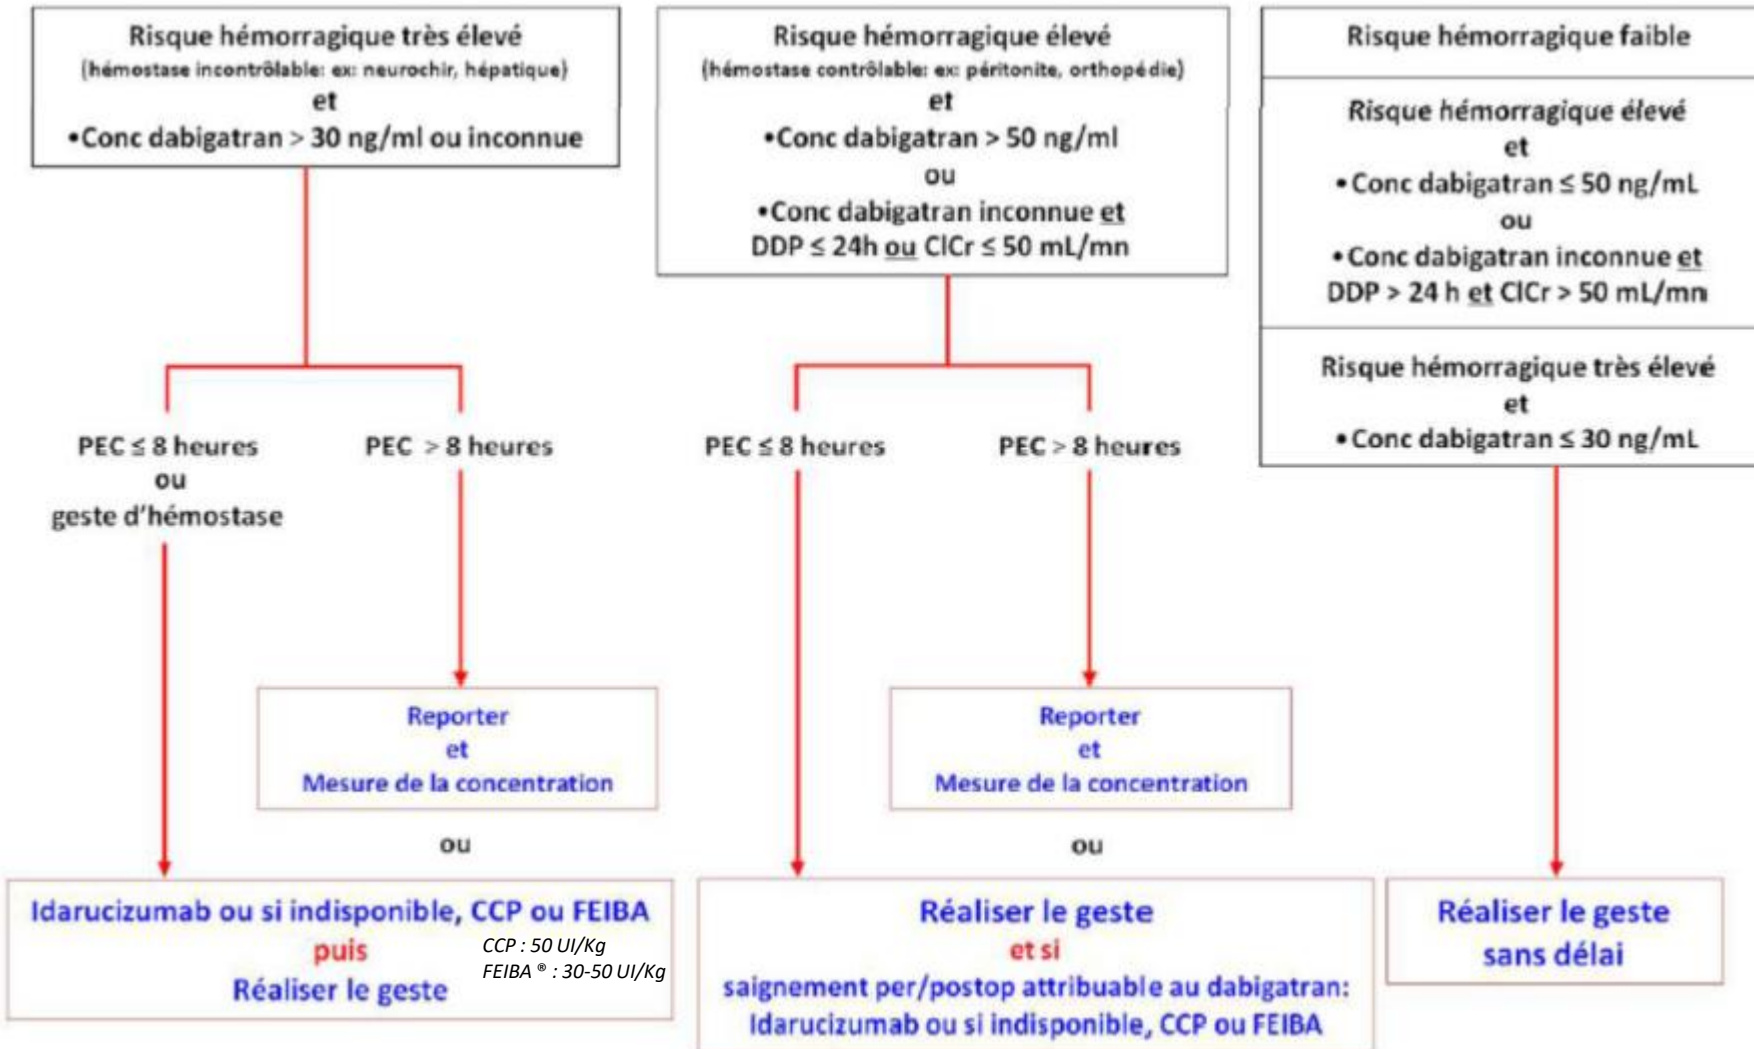 Risque hémorragique très élevé
(hémostase incontrôlable: ex: neurochir, hépatique)
et
•Conc dabigatran > 30 ng/ml ou inconnue
Risque hémorragique élevé
(hémostase contrôlable: ex: péritonite, orthopédie)
et
•Conc dabigatran > 50 ng/ml
ou
•Conc dabigatran inconnue et
DDP ≤ 24h ou ClCr ≤ 50 mL/mn
Risque hémorragique faible
Risque hémorragique élevé
et
•Conc dabigatran ≤ 50 ng/mL
ou
•Conc dabigatran inconnue et
DDP > 24 h et ClCr > 50 mL/mn
Risque hémorragique très élevé
et
•Conc dabigatran ≤ 30 ng/mL
PEC ≤ 8 heures
ou
geste d'hémostase
PEC > 8 heures
PEC ≤ 8 heures
PEC > 8 heures
Reporter
et
Mesure de la concentration
ou
Reporter
et
Mesure de la concentration
ou
Idarucizumab ou si indisponible, CCP ou FEIBA
puis
Réaliser le geste
CCP : 50 UI/Kg
FEIBA ® : 30-50 UI/Kg
Réaliser le geste
et si
saignement per/postop attribuable au dabigatran:
Idarucizumab ou si indisponible, CCP ou FEIBA
Réaliser le geste
sans délai